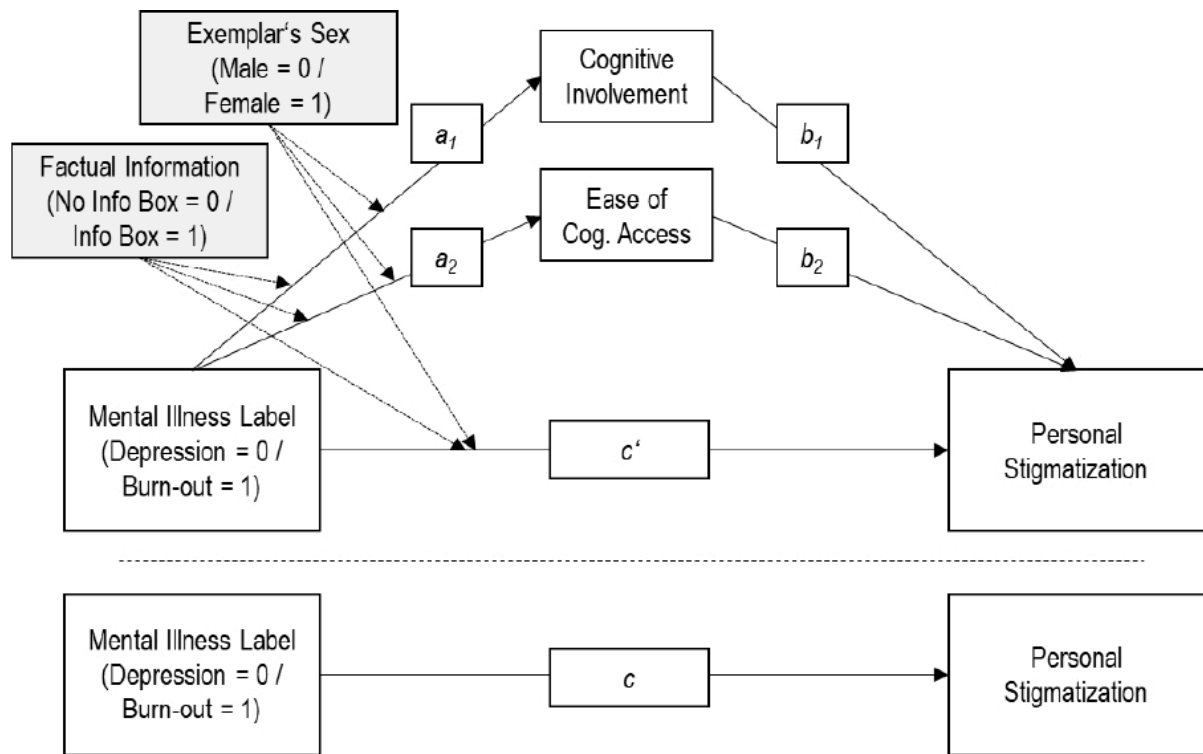 Exemplar‘s Sex
(Male = 0 /
Female = 1)
Cognitive
Involvement
a1
b1
Factual Information
(No Info Box = 0 /
Info Box = 1)
Ease of
Cog. Access
a2
b2
Mental Illness Label
(Depression = 0 /
Burn-out = 1)
c‘
Personal
Stigmatization
Mental Illness Label
(Depression = 0 /
Burn-out = 1)
c
Personal
Stigmatization